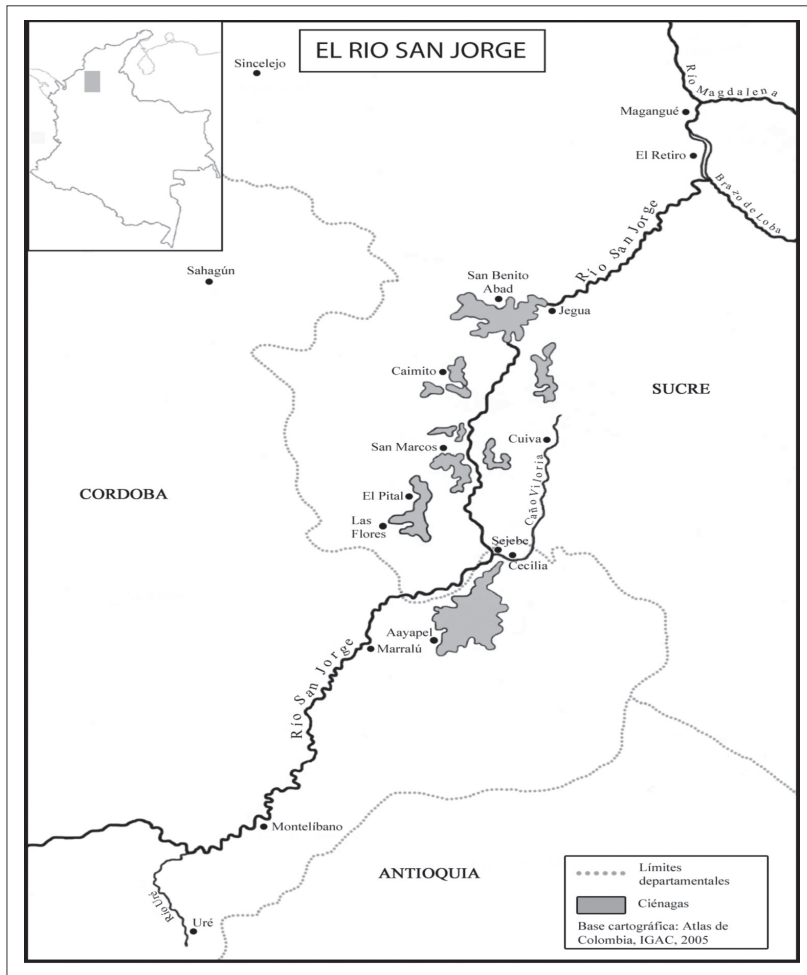 EL RIO SAN JORGE
Sincelejo
Río Magdalena
Magangué
El Retiro
Brazo de Loba
Río San Jorge
Sahagún
San Benito
Abad
Jegua
Caimito
SUCRE
Cuiva
San Marcos
Caño Viloria
CORDOBA
El Pital
Las
Flores
Sejebe
Cecilia
Aayapel
Marralú
Río San Jorge
Montelíbano
ANTIOQUIA
Río Uré
Uré
Límites
departamentales
Ciénagas
Base cartográfica: Atlas de
Colombia, IGAC, 2005